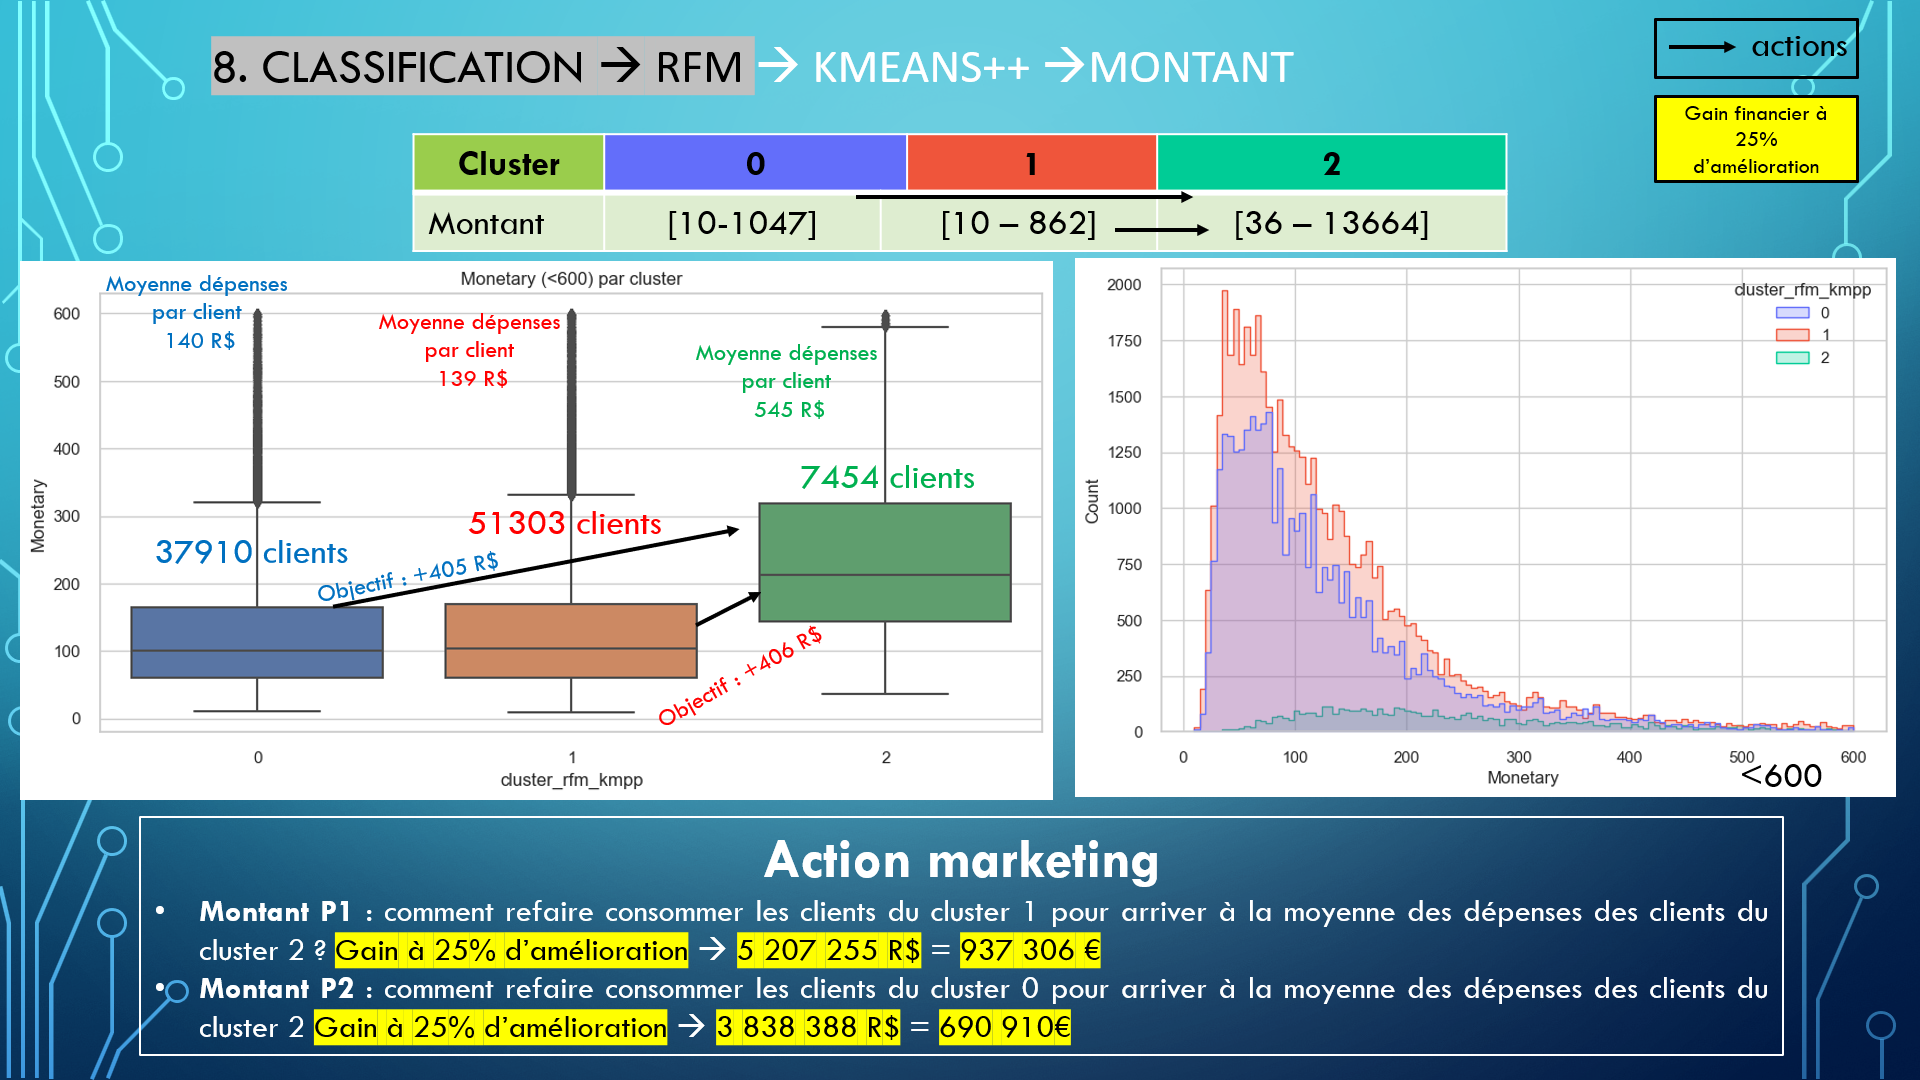 8. CLASSIFICATION → RFM → KMEANS++ → MONTANT
actions
Gain financier à
25%
d’amélioration
Cluster 0 1 2
Montant [10-1047] [10 – 862] [36 – 13664]
Monetary (<600) par cluster
Moyenne dépenses
par client
140 R$
Moyenne dépenses
par client
139 R$
Moyenne dépenses
par client
545 R$
37910 clients
51303 clients
7454 clients
Objectif : +405 R$
Objectif : +406 R$
Monetary
600
500
400
300
200
100
0
0 1 2
cluster_rfm_kmpp
cluster_rfm_kmpp
0
1
2
Count
2000
1750
1500
1250
1000
750
500
250
0
0 100 200 300 400 500 600
Monetary
<600
Action marketing
• Montant P1 : comment refaire consommer les clients du cluster 1 pour arriver à la moyenne des dépenses des clients du
cluster 2 ? Gain à 25% d’amélioration → 5 207 255 R$ = 937 306 €
• Montant P2 : comment refaire consommer les clients du cluster 0 pour arriver à la moyenne des dépenses des clients du
cluster 2 Gain à 25% d’amélioration → 3 838 388 R$ = 690 910€